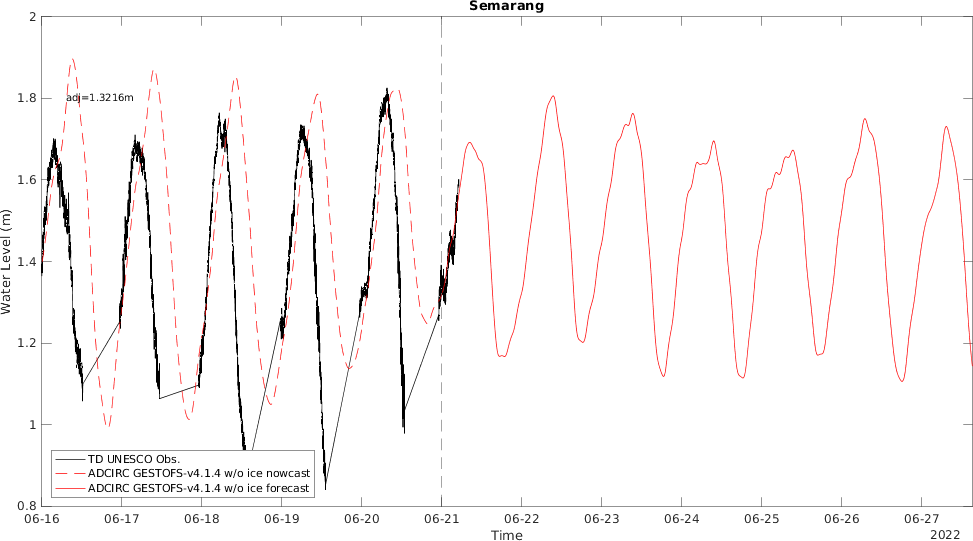 Semarang
2
1.8
1.6
1.4
1.2
1
0.8
Water Level (m)
adj=1.3216m
TD UNESCO Obs.
ADCIRC GESTOFS-v4.1.4 w/o ice nowcast
ADCIRC GESTOFS-v4.1.4 w/o ice forecast
06-16 06-17 06-18 06-19 06-20 06-21 06-22 06-23 06-24 06-25 06-26 06-27
Time
2022